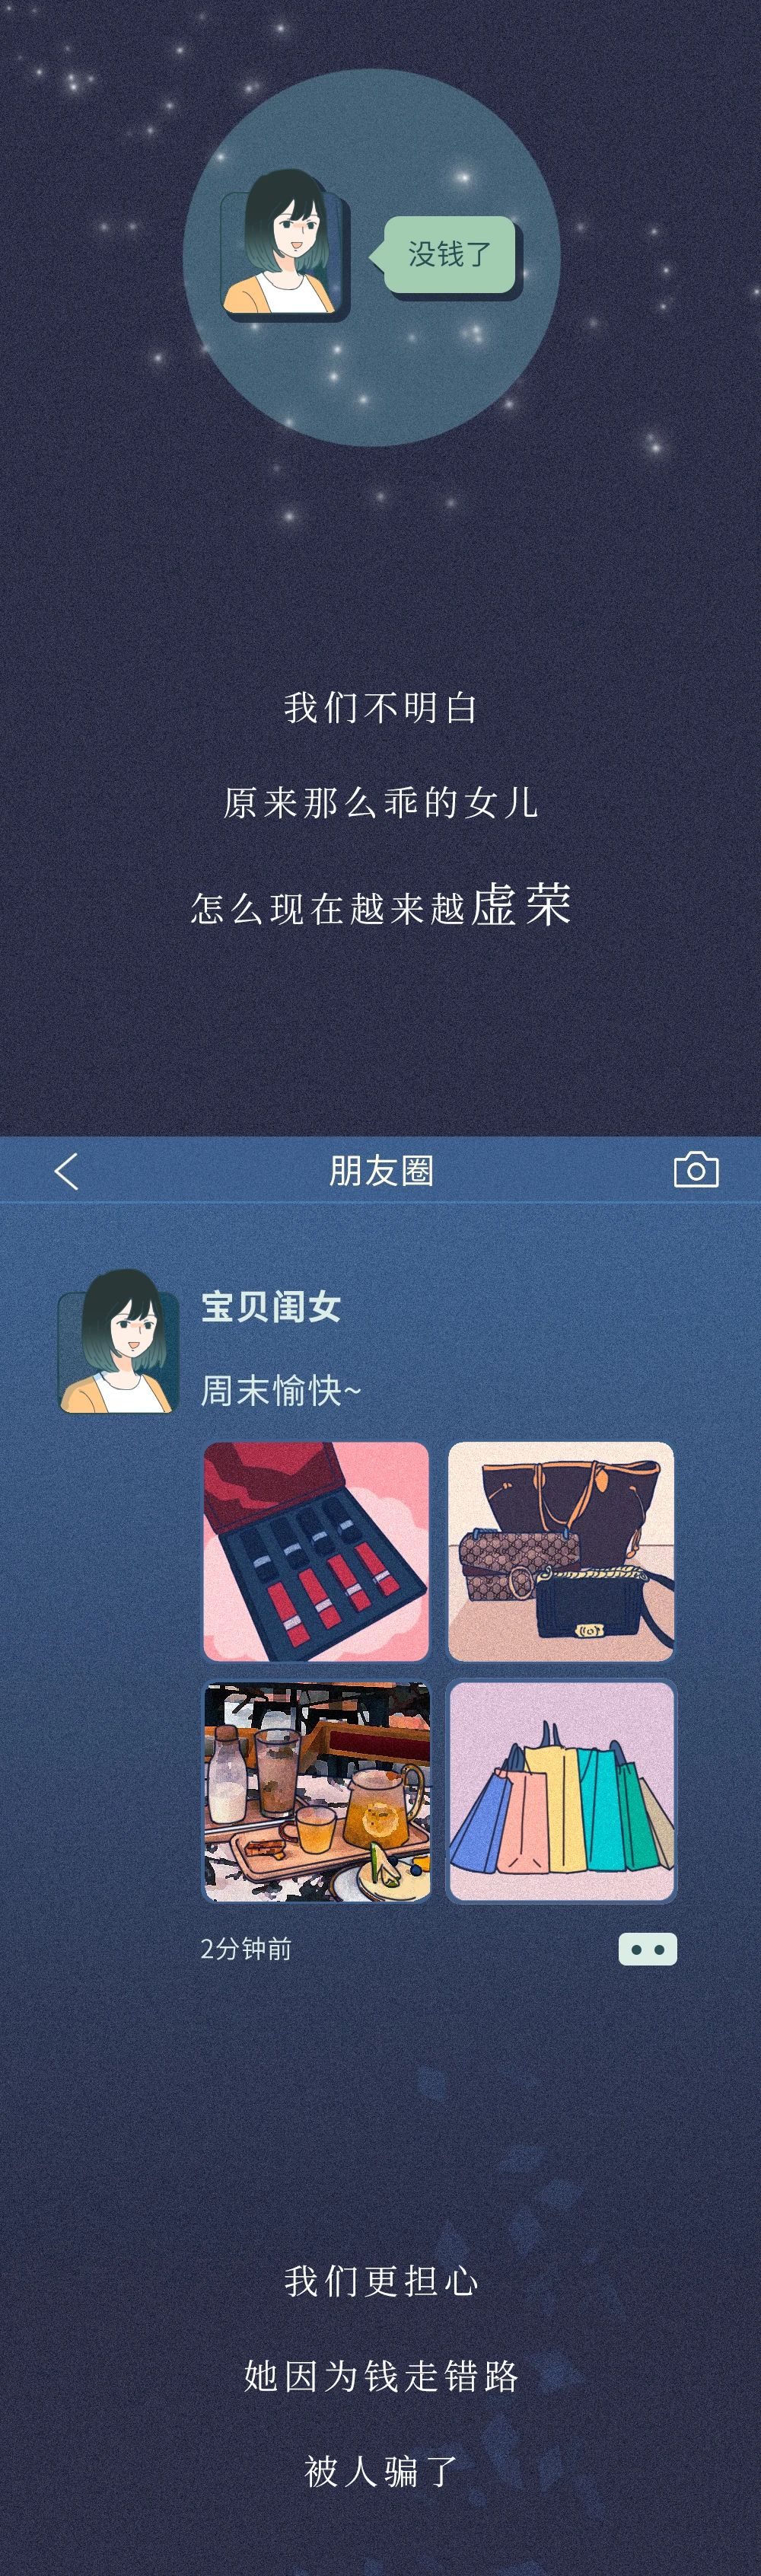 没钱了
我们不明白
原来那么乖的女儿
怎么现在越来越虚荣
朋友圈
宝贝闺女
周末愉快~
2分钟前
我们更担心
她因为钱走错路
被人骗了